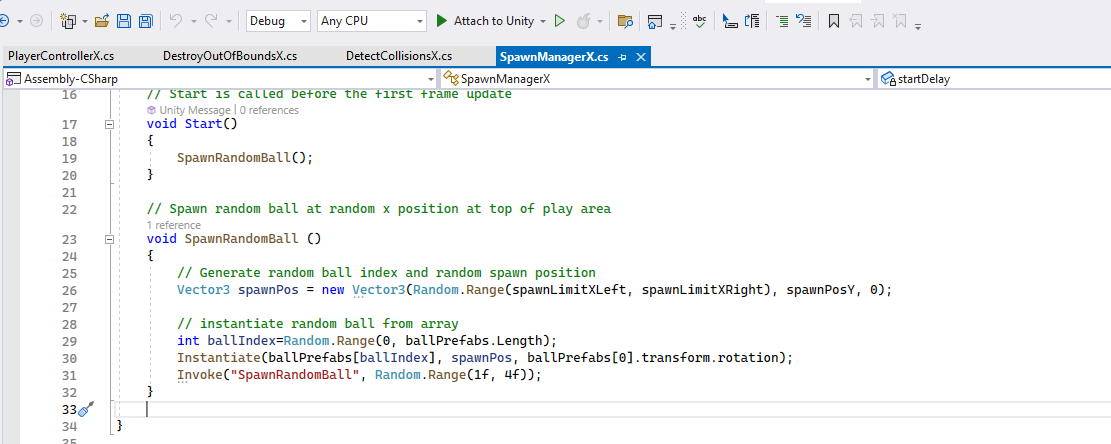 Debug Any CPU Attach to Unity abc
PlayerControllerX.cs DestroyOutOfBoundsX.cs DetectCollisionsX.cs SpawnManagerX.cs
Assembly-CSharp SpawnManagerX startDelay
16 // Start is called before the first frame update
Unity Message | 0 references
17 void Start()
18 {
19 SpawnRandomBall();
20 }
21
22 // Spawn random ball at random x position at top of play area
1 reference
23 void SpawnRandomBall ()
24 {
25 // Generate random ball index and random spawn position
26 Vector3 spawnPos = new Vector3(Random.Range(spawnLimitXLeft, spawnLimitXRight), spawnPosY, 0);
27
28 // instantiate random ball from array
29 int ballIndex=Random.Range(0, ballPrefabs.Length);
30 Instantiate(ballPrefabs[ballIndex], spawnPos, ballPrefabs[0].transform.rotation);
31 Invoke("SpawnRandomBall", Random.Range(1f, 4f));
32 }
33
34 }
35